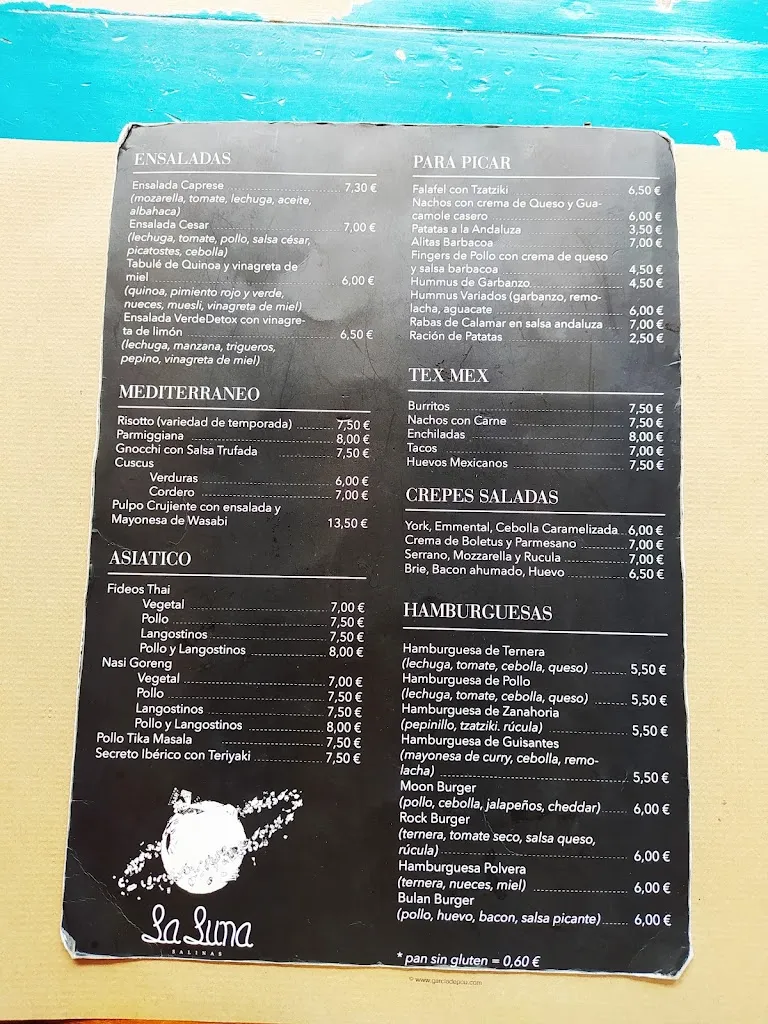 ENSALADAS
Ensalada Caprese 7,30 €
(mozarella, tomate, lechuga, aceite,
albahaca)
Ensalada Cesar 7,00 €
(lechuga, tomate, pollo, salsa césar,
picatostes, cebolla)
Tabulé de Quinoa y vinagreta de
miel 6,00 €
(quinoa, pimiento rojo y verde,
nueces, muesli, vinagreta de miel)
Ensalada VerdeDetox con vinagre-
ta de limón 6,50 €
(lechuga, manzana, trigueros,
pepino, vinagreta de miel)
MEDITERRANEO
Risotto (variedad de temporada) 7,50 €
Parmiggiana 8,00 €
Gnocchi con Salsa Trufada 7,50 €
Cuscus
Verduras 6,00 €
Cordero 7,00 €
Pulpo Crujiente con ensalada y
Mayonesa de Wasabi 13,50 €
ASIATICO
Fideos Thai
Vegetal 7,00 €
Pollo 7,50 €
Langostinos 7,50 €
Pollo y Langostinos 8,00 €
Nasi Goreng
Vegetal 7,00 €
Pollo 7,50 €
Langostinos 7,50 €
Pollo y Langostinos 8,00 €
Pollo Tika Masala 7,50 €
Secreto Ibérico con Teriyaki 7,50 €
La Luna
SALINAS
PARA PICAR
Falafel con Tzatziki 6,50 €
Nachos con crema de Queso y Gua-
camole casero 6,00 €
Patatas a la Andaluza 3,50 €
Alitas Barbacoa 7,00 €
Fingers de Pollo con crema de queso
y salsa barbacoa 4,50 €
Hummus de Garbanzo 4,50 €
Hummus Variados (garbanzo, remo-
lacha, aguacate 6,00 €
Rabas de Calamar en salsa andaluza 7,00 €
Ración de Patatas 2,50 €
TEX MEX
Burritos 7,50 €
Nachos con Carne 7,50 €
Enchiladas 8,00 €
Tacos 7,00 €
Huevos Mexicanos 7,50 €
CREPES SALADAS
York, Emmental, Cebolla Caramelizada 6,00 €
Crema de Boletus y Parmesano 7,00 €
Serrano, Mozzarella y Rucula 7,00 €
Brie, Bacon ahumado, Huevo 6,50 €
HAMBURGUESAS
Hamburguesa de Ternera
(lechuga, tomate, cebolla, queso) 5,50 €
Hamburguesa de Pollo
(lechuga, tomate, cebolla, queso) 5,50 €
Hamburguesa de Zanahoria
(pepinillo, tzatziki. rúcula) 5,50 €
Hamburguesa de Guisantes
(mayonesa de curry, cebolla, remo-
lacha) 5,50 €
Moon Burger
(pollo, cebolla, jalapeños, cheddar) 6,00 €
Rock Burger
(ternera, tomate seco, salsa queso,
rúcula) 6,00 €
Hamburguesa Polvera
(ternera, nueces, miel) 6,00 €
Bulan Burger
(pollo, huevo, bacon, salsa picante) 6,00 €
* pan sin gluten = 0,60 €
© www.garciadepou.com